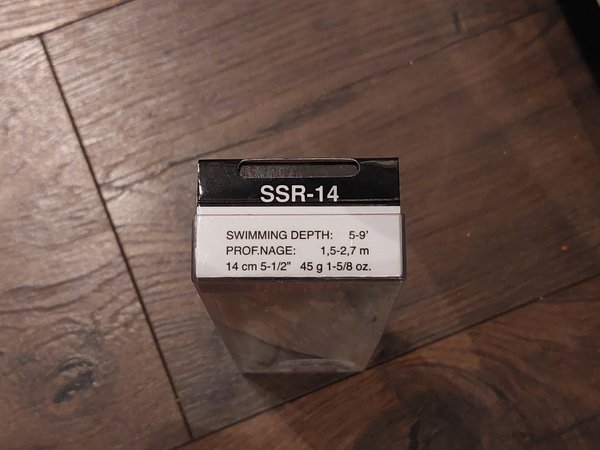 SSR-14
SWIMMING DEPTH: 5-9'
PROF.NAGE: 1,5-2,7 m
14 cm 5-1/2" 45 g 1-5/8 oz.